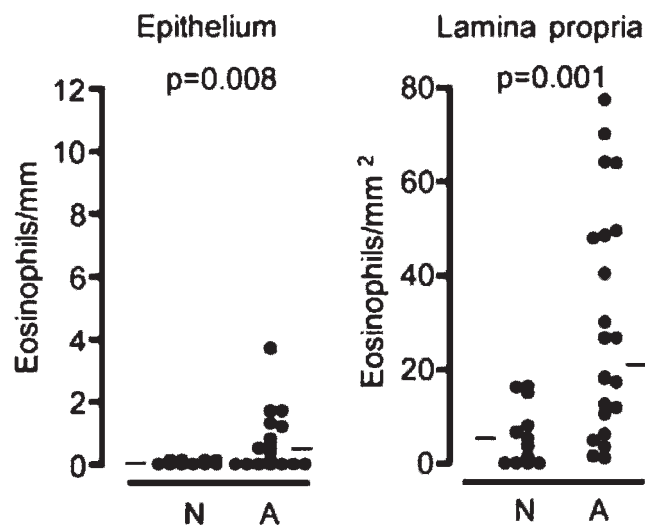 Epithelium
p=0.008
Eosinophils/mm
12
10
8
6
4
2
0
N A
Lamina propria
p=0.001
Eosinophils/mm²
80
60
40
20
0
N A